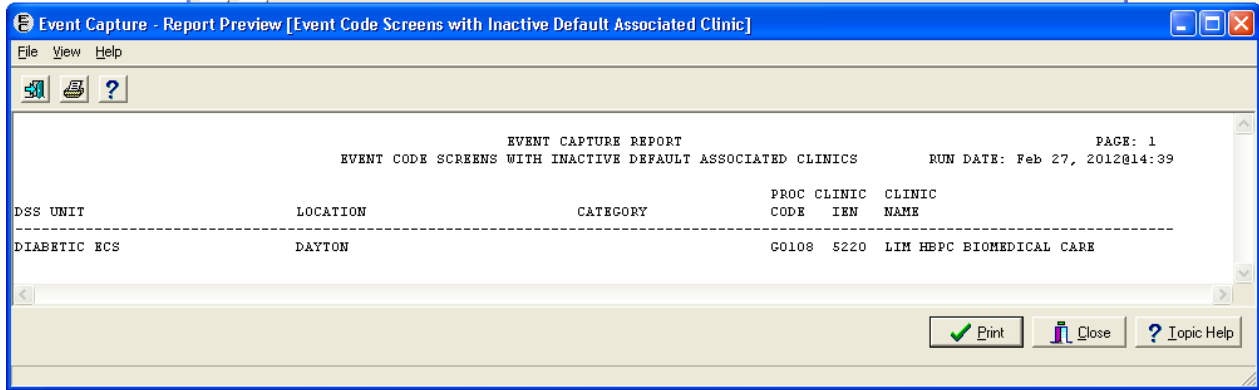 Event Capture - Report Preview [Event Code Screens with Inactive Default Associated Clinic]
File View Help
EVENT CAPTURE REPORT PAGE: 1
EVENT CODE SCREENS WITH INACTIVE DEFAULT ASSOCIATED CLINICS RUN DATE: Feb 27, 2012@14:39
PROC CLINIC CLINIC
DSS UNIT LOCATION CATEGORY CODE IEN NAME
DIABETIC ECS DAYTON G0108 5220 LIM HBPC BIOMEDICAL CARE
Print Close ? Topic Help